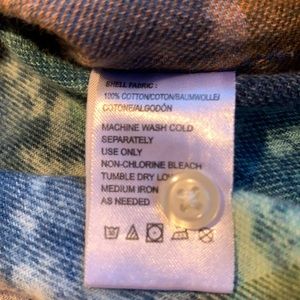 SHELL FABRIC :
100% COTTON/COTON/BAUMWOLLE/
COTONE/ALGODÓN
MACHINE WASH COLD
SEPARATELY
USE ONLY
NON-CHLORINE BLEACH
TUMBLE DRY LOW
MEDIUM IRON
AS NEEDED